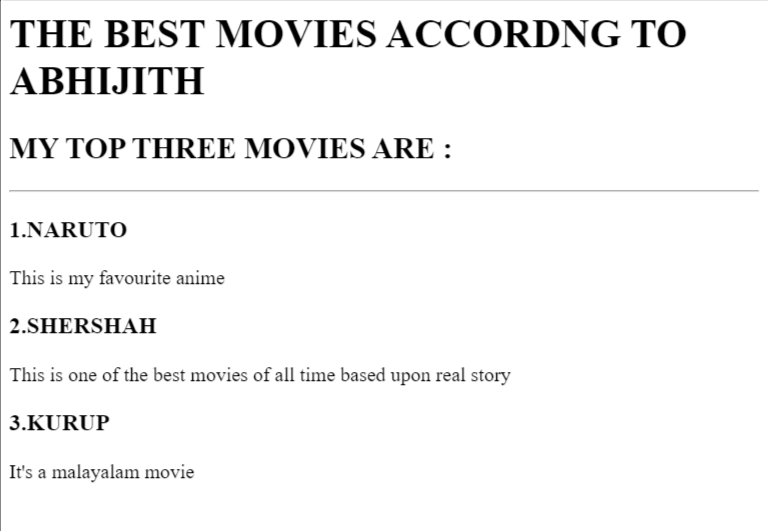 THE BEST MOVIES ACCORDNG TO
ABHIJITH
MY TOP THREE MOVIES ARE :
1.NARUTO
This is my favourite anime
2.SHERSHAH
This is one of the best movies of all time based upon real story
3.KURUP
It's a malayalam movie